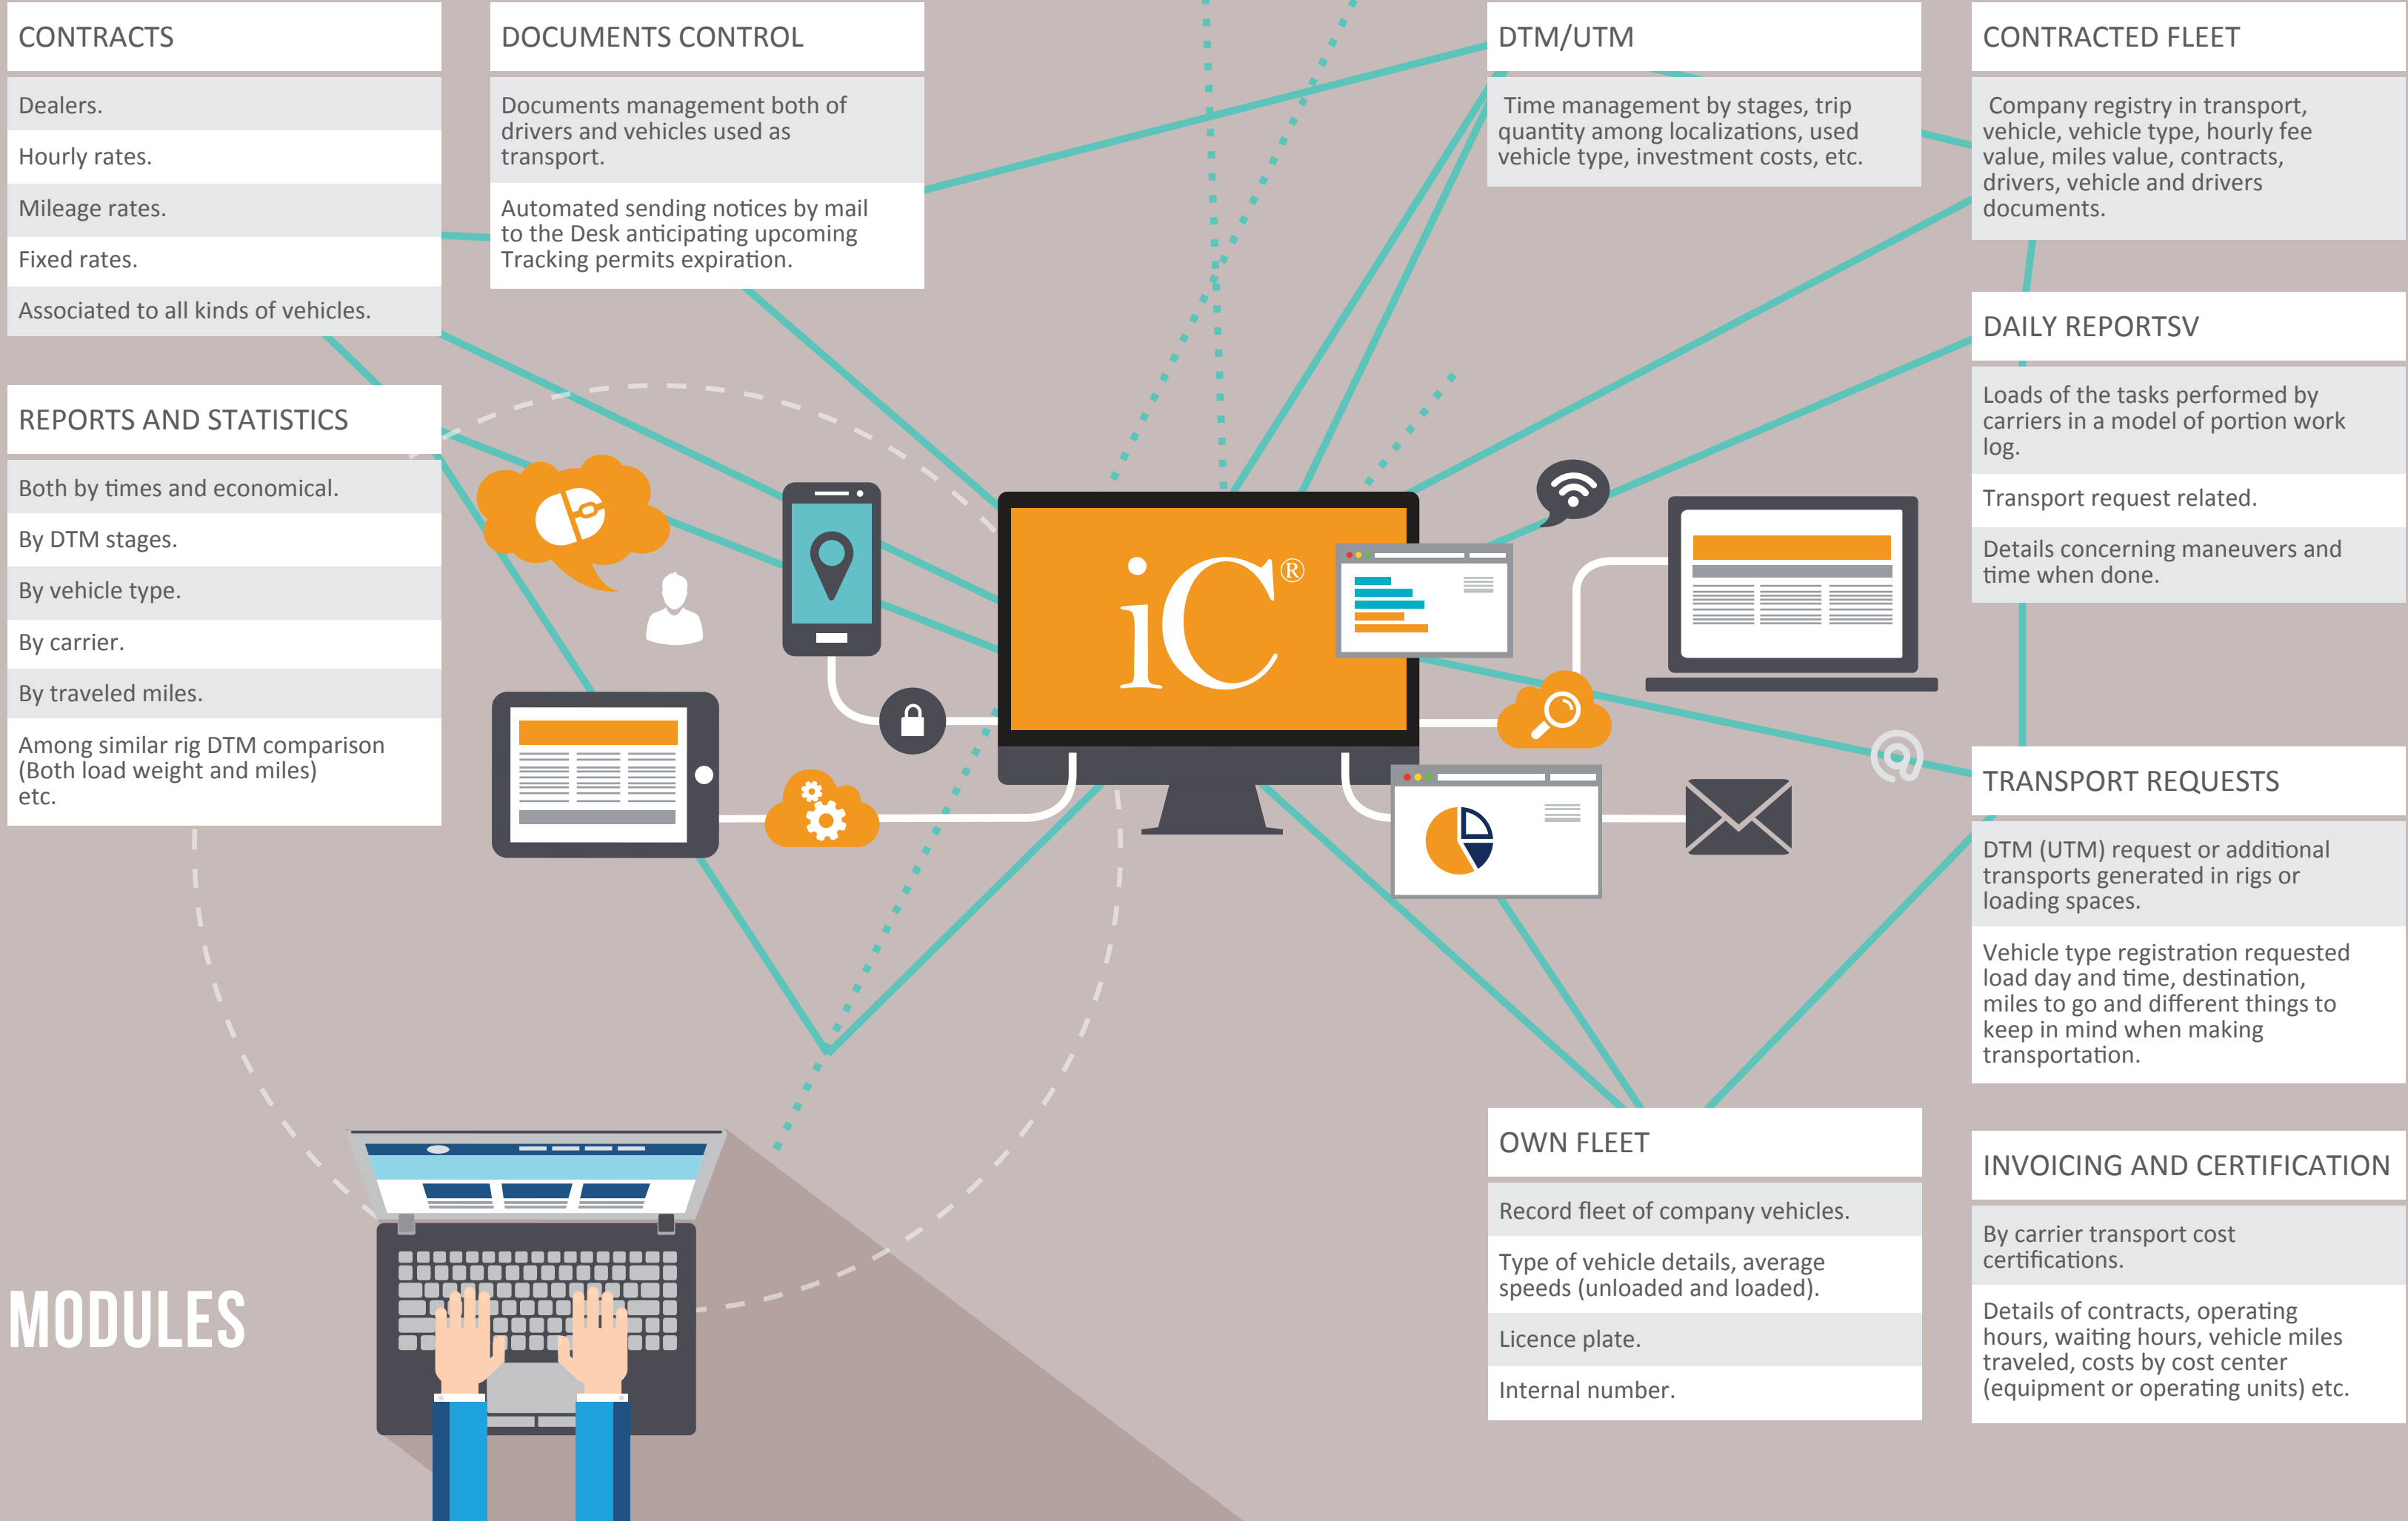 CONTRACTS
Dealers.
Hourly rates.
Mileage rates.
Fixed rates.
Associated to all kinds of vehicles.
DOCUMENTS CONTROL
Documents management both of
drivers and vehicles used as
transport.
Automated sending notices by mail
to the Desk anticipating upcoming
Tracking permits expiration.
DTM/UTM
Time management by stages, trip
quantity among localizations, used
vehicle type, investment costs, etc.
CONTRACTED FLEET
Company registry in transport,
vehicle, vehicle type, hourly fee
value, miles value, contracts,
drivers, vehicle and drivers
documents.
DAILY REPORTSV
Loads of the tasks performed by
carriers in a model of portion work
log.
Transport request related.
Details concerning maneuvers and
time when done.
REPORTS AND STATISTICS
Both by times and economical.
By DTM stages.
By vehicle type.
By carrier.
By traveled miles.
Among similar rig DTM comparison
(Both load weight and miles)
etc.
iC®
@
TRANSPORT REQUESTS
DTM (UTM) request or additional
transports generated in rigs or
loading spaces.
Vehicle type registration requested
load day and time, destination,
miles to go and different things to
keep in mind when making
transportation.
OWN FLEET
Record fleet of company vehicles.
Type of vehicle details, average
speeds (unloaded and loaded).
Licence plate.
Internal number.
INVOICING AND CERTIFICATION
By carrier transport cost
certifications.
Details of contracts, operating
hours, waiting hours, vehicle miles
traveled, costs by cost center
(equipment or operating units) etc.
MODULES